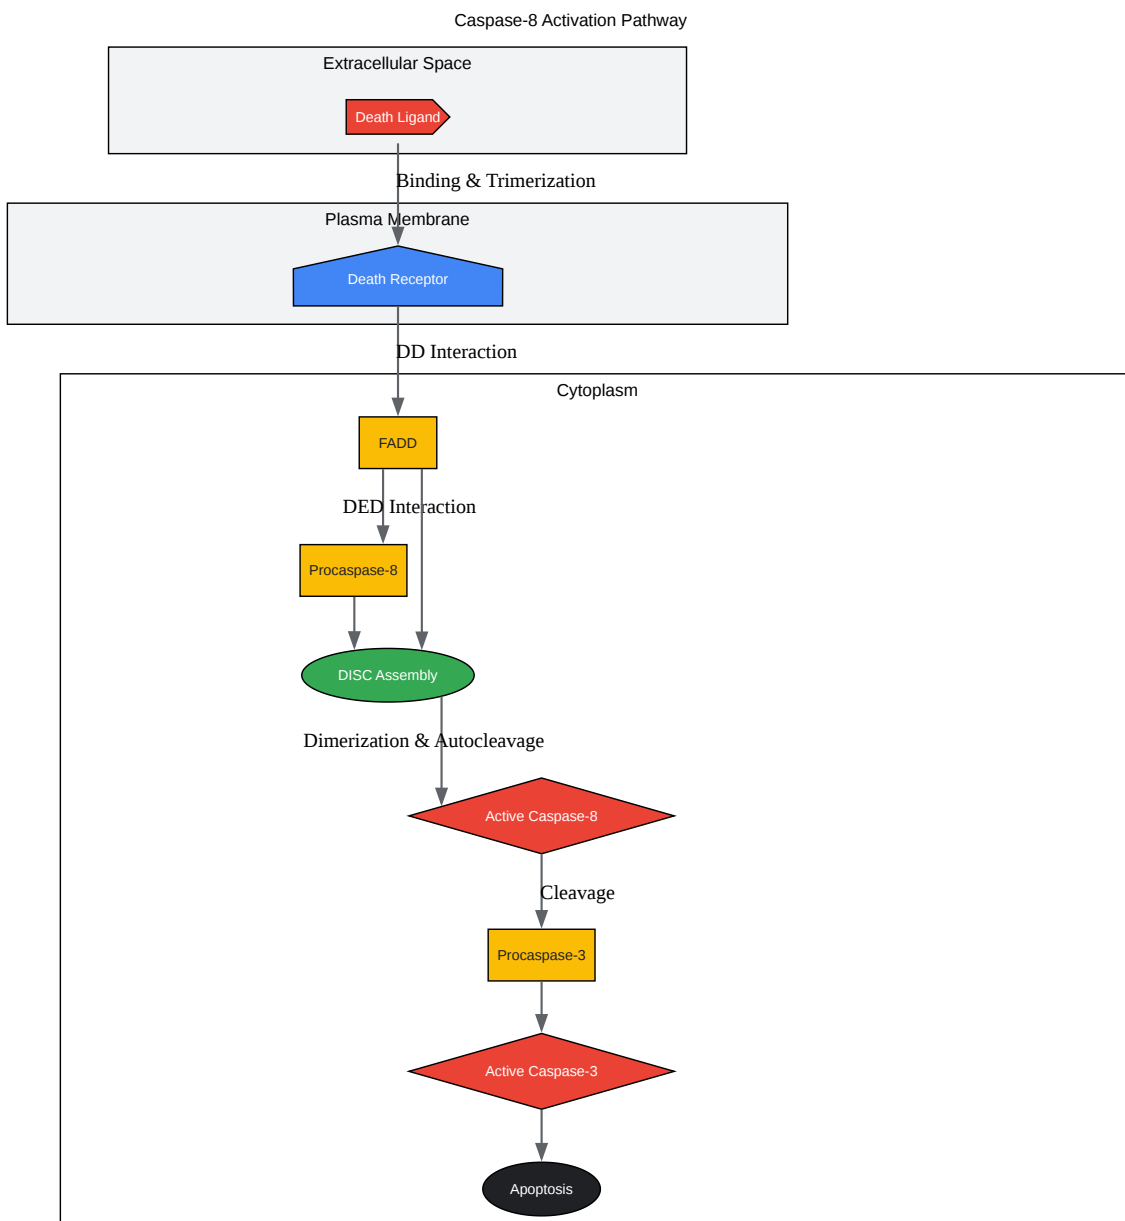 Caspase-8 Activation Pathway
Extracellular Space
Death Ligand
Binding & Trimerization
Plasma Membrane
Death Receptor
DD Interaction
Cytoplasm
FADD
DED Interaction
Procaspase-8
DISC Assembly
Dimerization & Autocleavage
Active Caspase-8
Cleavage
Procaspase-3
Active Caspase-3
Apoptosis